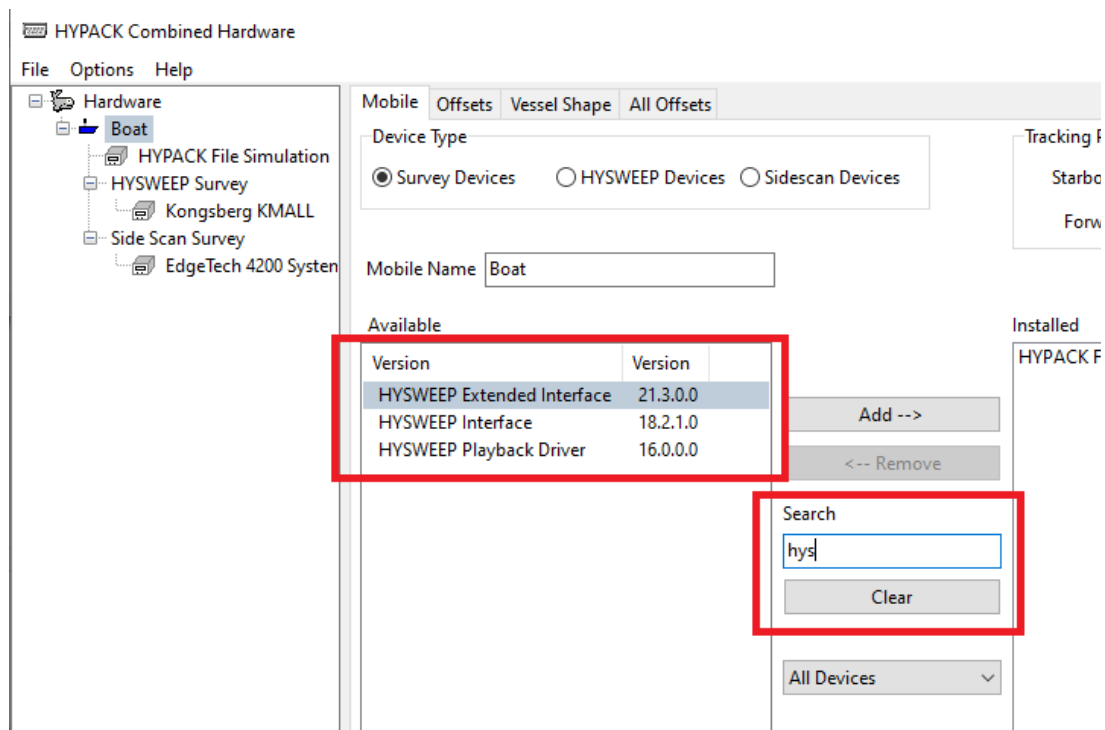 HYPACK Combined Hardware
File Options Help
Hardware
Boat
HYPACK File Simulation
HYSWEEP Survey
Kongsberg KMALL
Side Scan Survey
EdgeTech 4200 System
Mobile Offsets Vessel Shape All Offsets
Device Type
Survey Devices HYSWEEP Devices Sidescan Devices
Tracking
Starbo
Forw
Mobile Name Boat
Available
Version Version
HYSWEEP Extended Interface 21.3.0.0
HYSWEEP Interface 18.2.1.0
HYSWEEP Playback Driver 16.0.0.0
Add -->
<-- Remove
Search
hys
Clear
All Devices
Installed
HYPACK F